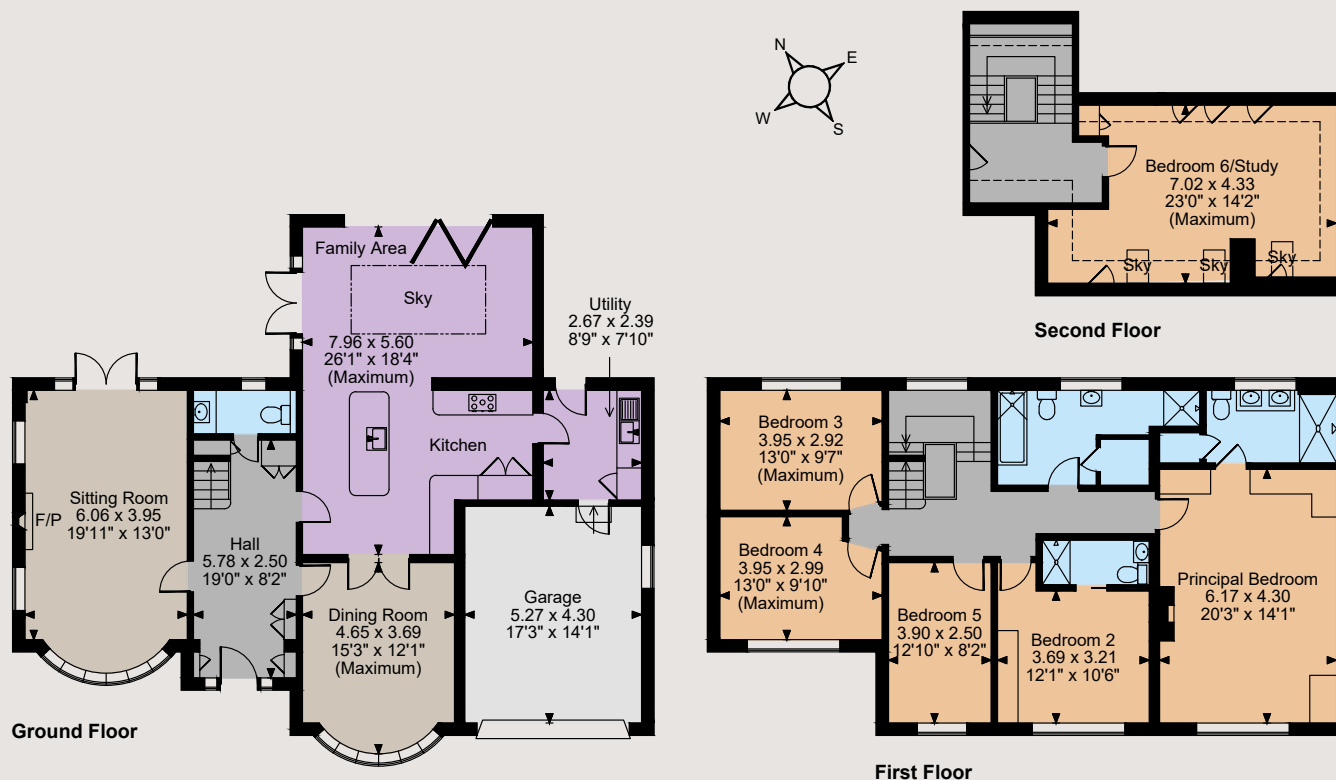 N
E
W
S
Bedroom 6/Study
7.02 x 4.33
23'0" x 14'2"
(Maximum)
Sky
Sky
Sky
Second Floor
Family Area
Sky
7.96 x 5.60
26'1" x 18'4"
(Maximum)
Utility
2.67 x 2.39
8'9" x 7'10"
Kitchen
Sitting Room
6.06 x 3.95
19'11" x 13'0"
F/P
Hall
5.78 x 2.50
19'0" x 8'2"
Dining Room
4.65 x 3.69
15'3" x 12'1"
(Maximum)
Garage
5.27 x 4.30
17'3" x 14'1"
Ground Floor
Bedroom 3
3.95 x 2.92
13'0" x 9'7"
(Maximum)
Bedroom 4
3.95 x 2.99
13'0" x 9'10"
(Maximum)
Bedroom 5
3.90 x 2.50
12'10" x 8'2"
Bedroom 2
3.69 x 3.21
12'1" x 10'6"
Principal Bedroom
6.17 x 4.30
20'3" x 14'1"
First Floor